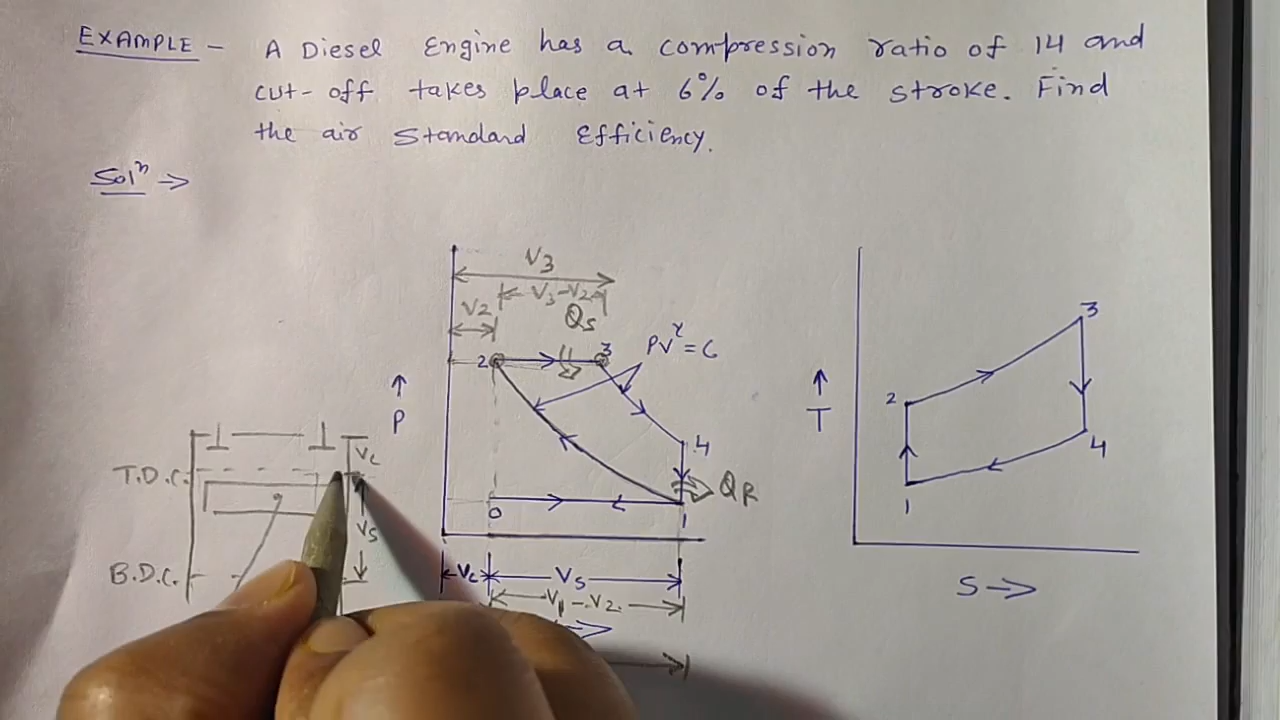 EXAMPLE - A Diesel Engine has a compression ratio of 14 and
cut-off takes place at 6% of the stroke. Find
the air standard Efficiency.
Solⁿ →
V3
V3-V2
V2
Qs
2
3
PVᵞ=C
↑
P
4
QR
0
1
Vc
Vs
V1-V2
T.D.C.
B.D.C.
Vc
Vs
↑
T
1
2
3
4
S→